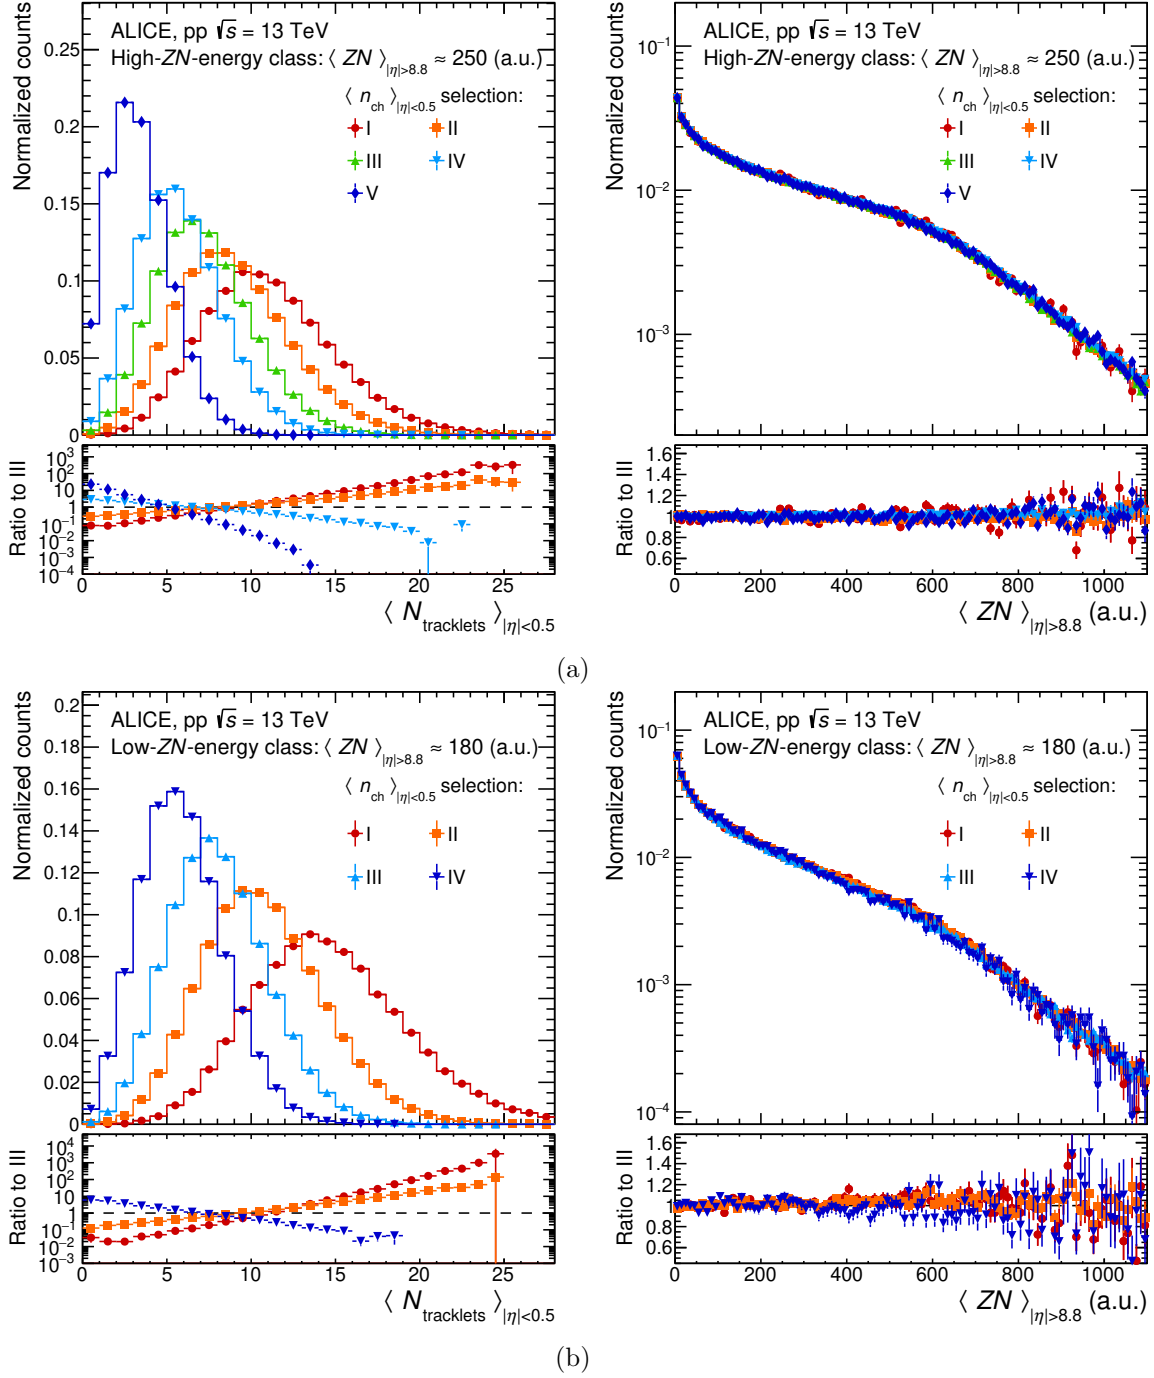 ALICE, pp √s = 13 TeV
High-ZN-energy class: ⟨ ZN ⟩|η|>8.8 ≈ 250 (a.u.)
⟨ nch ⟩|η|<0.5 selection:
I II
III IV
V
Normalized counts
0.25
0.2
0.15
0.1
0.05
0
Ratio to III
10³
10²
10
1
10⁻¹
10⁻²
10⁻³
10⁻⁴
0 5 10 15 20 25
⟨ Ntracklets ⟩|η|<0.5
ALICE, pp √s = 13 TeV
High-ZN-energy class: ⟨ ZN ⟩|η|>8.8 ≈ 250 (a.u.)
⟨ nch ⟩|η|<0.5 selection:
I II
III IV
V
Normalized counts
10⁻¹
10⁻²
10⁻³
Ratio to III
1.6
1.4
1.2
1
0.8
0.6
0 200 400 600 800 1000
⟨ ZN ⟩|η|>8.8 (a.u.)
(a)
ALICE, pp √s = 13 TeV
Low-ZN-energy class: ⟨ ZN ⟩|η|>8.8 ≈ 180 (a.u.)
⟨ nch ⟩|η|<0.5 selection:
I II
III IV
Normalized counts
0.2
0.18
0.16
0.14
0.12
0.1
0.08
0.06
0.04
0.02
0
Ratio to III
10⁴
10³
10²
10
1
10⁻¹
10⁻²
10⁻³
0 5 10 15 20 25
⟨ Ntracklets ⟩|η|<0.5
ALICE, pp √s = 13 TeV
Low-ZN-energy class: ⟨ ZN ⟩|η|>8.8 ≈ 180 (a.u.)
⟨ nch ⟩|η|<0.5 selection:
I II
III IV
Normalized counts
10⁻¹
10⁻²
10⁻³
10⁻⁴
Ratio to III
1.6
1.4
1.2
1
0.8
0.6
0 200 400 600 800 1000
⟨ ZN ⟩|η|>8.8 (a.u.)
(b)